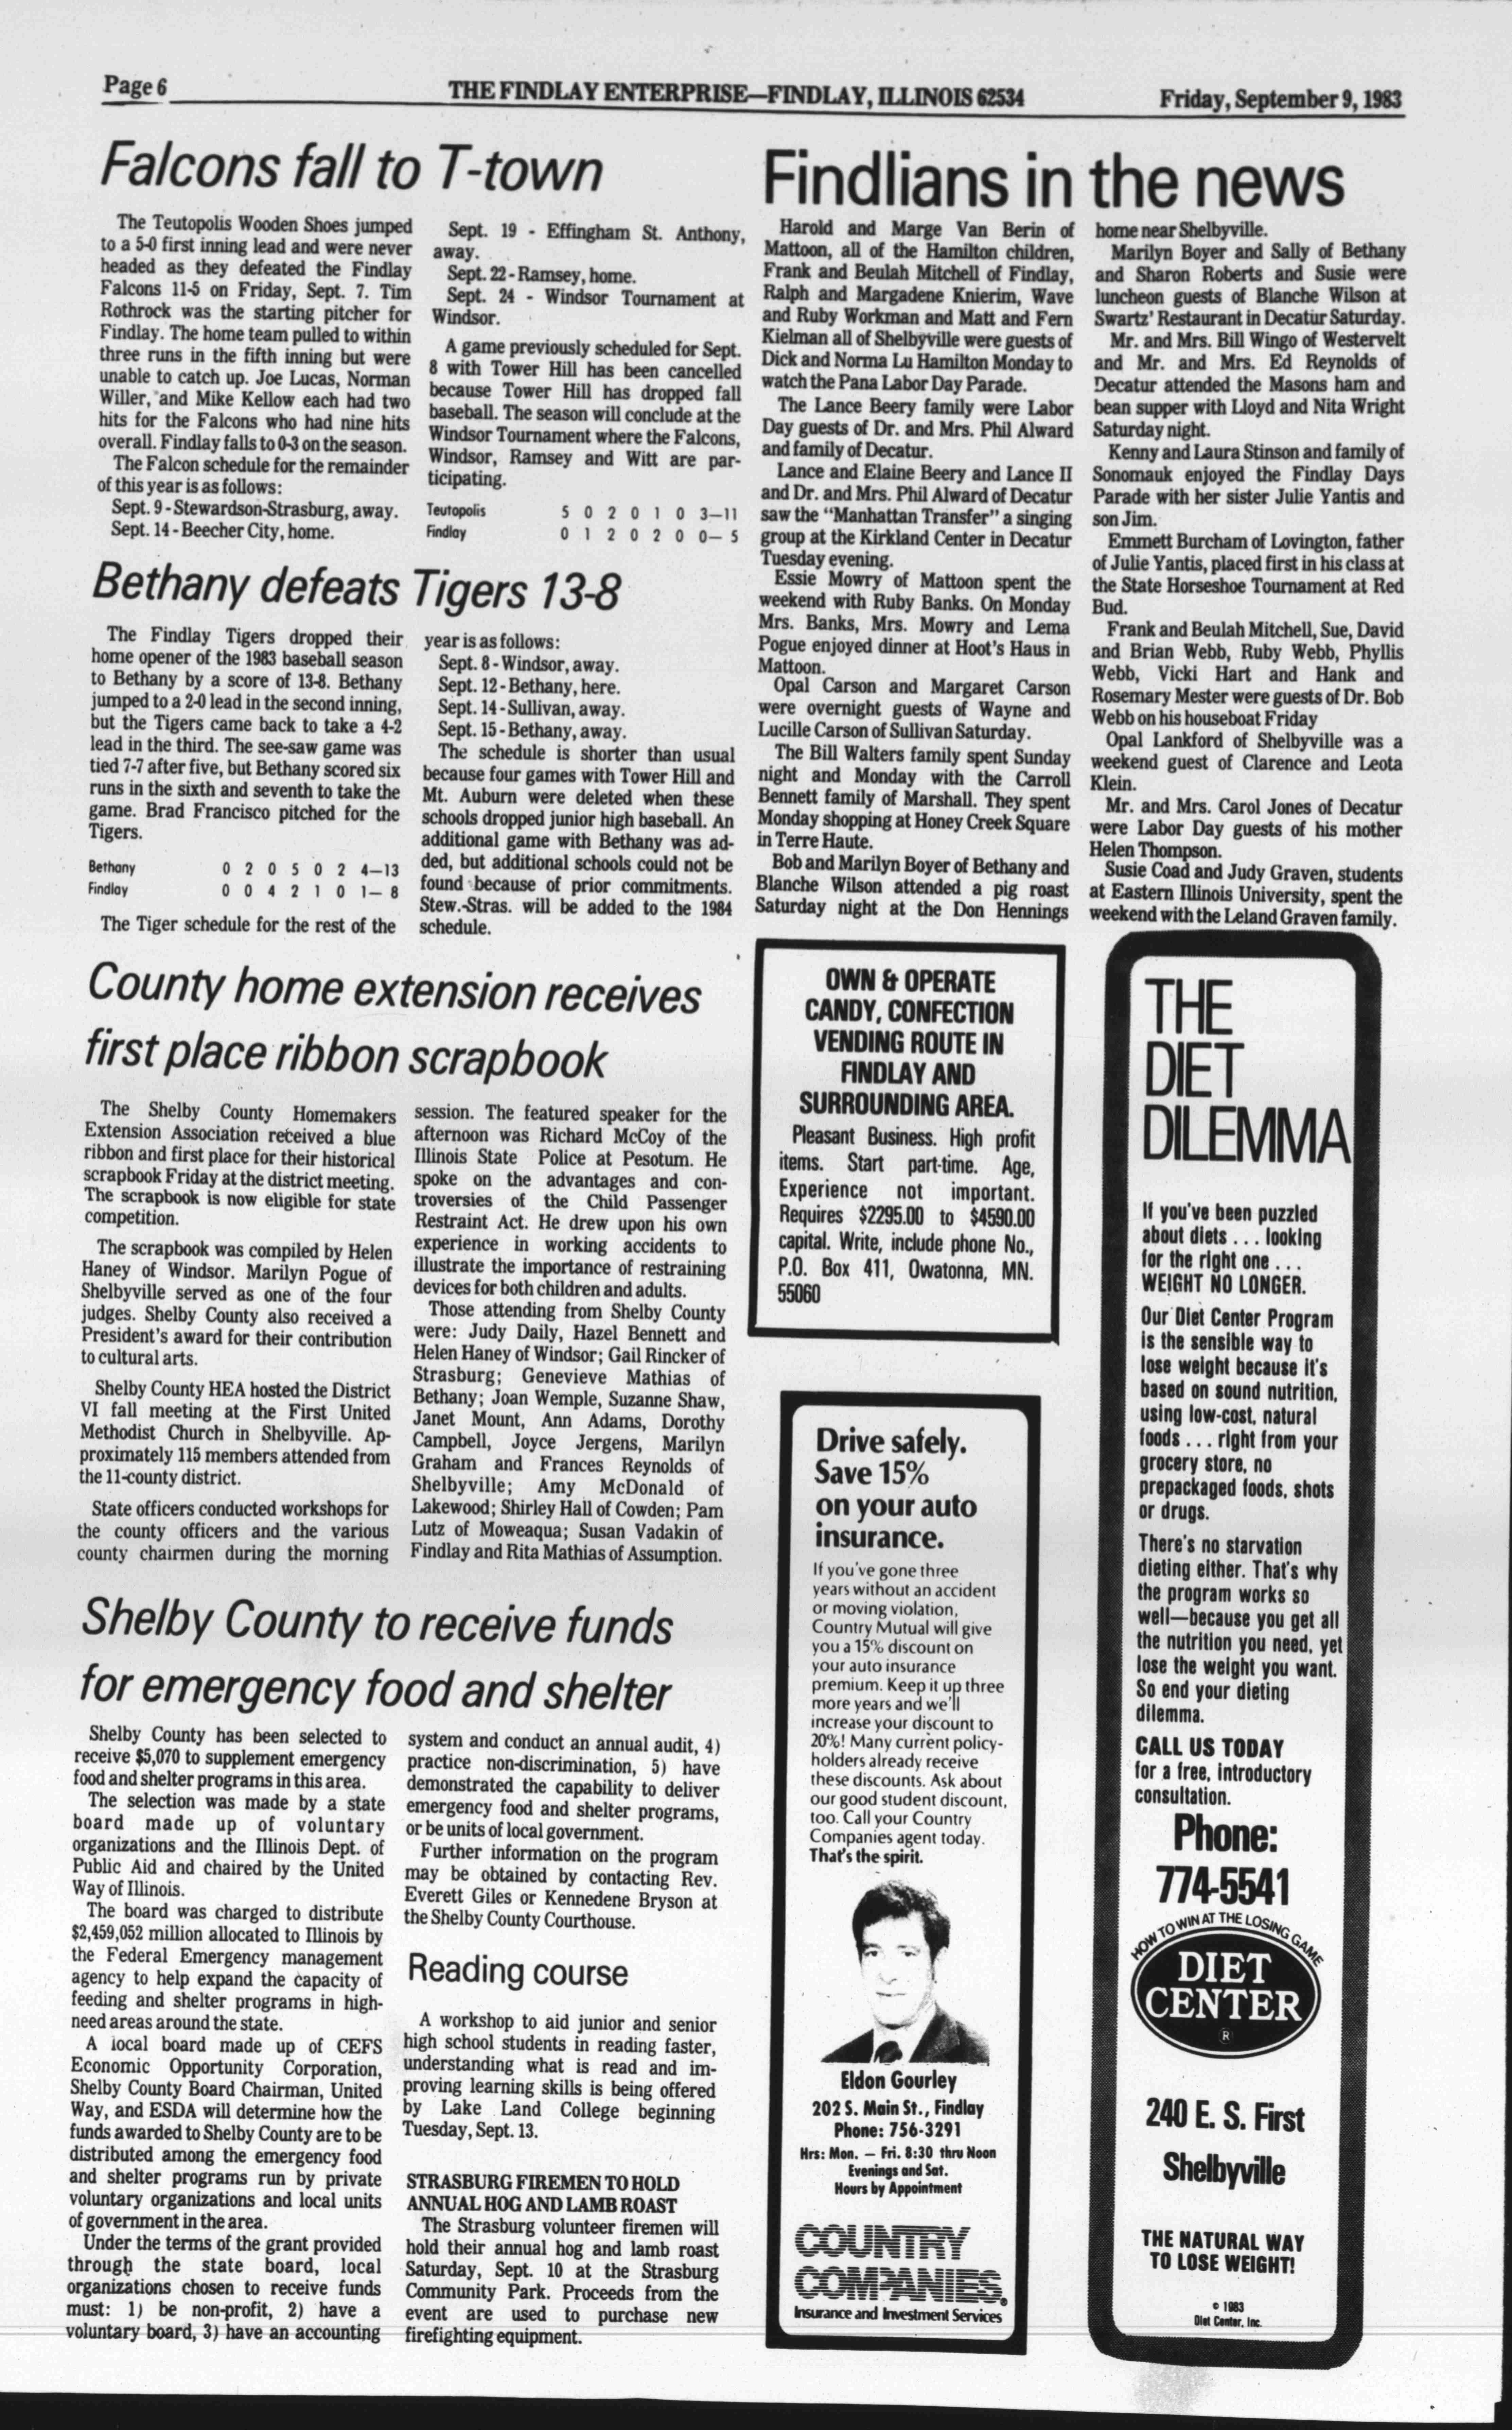 Page 6
THE FINDLAY ENTERPRISE—FINDLAY, ILLINOIS 62534
Friday, September 9, 1983
Falcons fall to T-town
The Teutopolis Wooden Shoes jumped
to a 5-0 first inning lead and were never
headed as they defeated the Findlay
Falcons 11-5 on Friday, Sept. 7. Tim
Rothrock was the starting pitcher for
Findlay. The home team pulled to within
three runs in the fifth inning but were
unable to catch up. Joe Lucas, Norman
Willer, and Mike Kellow each had two
hits for the Falcons who had nine hits
overall. Findlay falls to 0-3 on the season.
The Falcon schedule for the remainder
of this year is as follows:
Sept. 9 - Stewardson-Strasburg, away.
Sept. 14 - Beecher City, home.
Sept. 19 - Effingham St. Anthony,
away.
Sept. 22 - Ramsey, home.
Sept. 24 - Windsor Tournament at
Windsor.
A game previously scheduled for Sept.
8 with Tower Hill has been cancelled
because Tower Hill has dropped fall
baseball. The season will conclude at the
Windsor Tournament where the Falcons,
Windsor, Ramsey and Witt are par-
ticipating.
Teutopolis 5 0 2 0 1 0 3—11
Findlay 0 1 2 0 2 0 0— 5
Bethany defeats Tigers 13-8
The Findlay Tigers dropped their
home opener of the 1983 baseball season
to Bethany by a score of 13-8. Bethany
jumped to a 2-0 lead in the second inning,
but the Tigers came back to take a 4-2
lead in the third. The see-saw game was
tied 7-7 after five, but Bethany scored six
runs in the sixth and seventh to take the
game. Brad Francisco pitched for the
Tigers.
Bethany 0 2 0 5 0 2 4—13
Findlay 0 0 4 2 1 0 1— 8
The Tiger schedule for the rest of the
year is as follows:
Sept. 8 - Windsor, away.
Sept. 12 - Bethany, here.
Sept. 14 - Sullivan, away.
Sept. 15 - Bethany, away.
The schedule is shorter than usual
because four games with Tower Hill and
Mt. Auburn were deleted when these
schools dropped junior high baseball. An
additional game with Bethany was ad-
ded, but additional schools could not be
found because of prior commitments.
Stew.-Stras. will be added to the 1984
schedule.
County home extension receives
first place ribbon scrapbook
The Shelby County Homemakers
Extension Association received a blue
ribbon and first place for their historical
scrapbook Friday at the district meeting.
The scrapbook is now eligible for state
competition.
The scrapbook was compiled by Helen
Haney of Windsor. Marilyn Pogue of
Shelbyville served as one of the four
judges. Shelby County also received a
President's award for their contribution
to cultural arts.
Shelby County HEA hosted the District
VI fall meeting at the First United
Methodist Church in Shelbyville. Ap-
proximately 115 members attended from
the 11-county district.
State officers conducted workshops for
the county officers and the various
county chairmen during the morning
session. The featured speaker for the
afternoon was Richard McCoy of the
Illinois State Police at Pesotum. He
spoke on the advantages and con-
troversies of the Child Passenger
Restraint Act. He drew upon his own
experience in working accidents to
illustrate the importance of restraining
devices for both children and adults.
Those attending from Shelby County
were: Judy Daily, Hazel Bennett and
Helen Haney of Windsor; Gail Rincker of
Strasburg; Genevieve Mathias of
Bethany; Joan Wemple, Suzanne Shaw,
Janet Mount, Ann Adams, Dorothy
Campbell, Joyce Jergens, Marilyn
Graham and Frances Reynolds of
Shelbyville; Amy McDonald of
Lakewood; Shirley Hall of Cowden; Pam
Lutz of Moweaqua; Susan Vadakin of
Findlay and Rita Mathias of Assumption.
Shelby County to receive funds
for emergency food and shelter
Shelby County has been selected to
receive $5,070 to supplement emergency
food and shelter programs in this area.
The selection was made by a state
board made up of voluntary
organizations and the Illinois Dept. of
Public Aid and chaired by the United
Way of Illinois.
The board was charged to distribute
$2,459,052 million allocated to Illinois by
the Federal Emergency management
agency to help expand the capacity of
feeding and shelter programs in high-
need areas around the state.
A local board made up of CEFS
Economic Opportunity Corporation,
Shelby County Board Chairman, United
Way, and ESDA will determine how the
funds awarded to Shelby County are to be
distributed among the emergency food
and shelter programs run by private
voluntary organizations and local units
of government in the area.
Under the terms of the grant provided
through the state board, local
organizations chosen to receive funds
must: 1) be non-profit, 2) have a
voluntary board, 3) have an accounting
system and conduct an annual audit, 4)
practice non-discrimination, 5) have
demonstrated the capability to deliver
emergency food and shelter programs,
or be units of local government.
Further information on the program
may be obtained by contacting Rev.
Everett Giles or Kennedene Bryson at
the Shelby County Courthouse.
Reading course
A workshop to aid junior and senior
high school students in reading faster,
understanding what is read and im-
proving learning skills is being offered
by Lake Land College beginning
Tuesday, Sept. 13.
STRASBURG FIREMEN TO HOLD
ANNUAL HOG AND LAMB ROAST
The Strasburg volunteer firemen will
hold their annual hog and lamb roast
Saturday, Sept. 10 at the Strasburg
Community Park. Proceeds from the
event are used to purchase new
firefighting equipment.
Findlians in the news
Harold and Marge Van Berin of
Mattoon, all of the Hamilton children,
Frank and Beulah Mitchell of Findlay,
Ralph and Margadene Knierim, Wave
and Ruby Workman and Matt and Fern
Kielman all of Shelbyville were guests of
Dick and Norma Lu Hamilton Monday to
watch the Pana Labor Day Parade.
The Lance Beery family were Labor
Day guests of Dr. and Mrs. Phil Alward
and family of Decatur.
Lance and Elaine Beery and Lance II
and Dr. and Mrs. Phil Alward of Decatur
saw the "Manhattan Transfer" a singing
group at the Kirkland Center in Decatur
Tuesday evening.
Essie Mowry of Mattoon spent the
weekend with Ruby Banks. On Monday
Mrs. Banks, Mrs. Mowry and Lema
Pogue enjoyed dinner at Hoot's Haus in
Mattoon.
Opal Carson and Margaret Carson
were overnight guests of Wayne and
Lucille Carson of Sullivan Saturday.
The Bill Walters family spent Sunday
night and Monday with the Carroll
Bennett family of Marshall. They spent
Monday shopping at Honey Creek Square
in Terre Haute.
Bob and Marilyn Boyer of Bethany and
Blanche Wilson attended a pig roast
Saturday night at the Don Hennings
home near Shelbyville.
Marilyn Boyer and Sally of Bethany
and Sharon Roberts and Susie were
luncheon guests of Blanche Wilson at
Swartz' Restaurant in Decatur Saturday.
Mr. and Mrs. Bill Wingo of Westervelt
and Mr. and Mrs. Ed Reynolds of
Decatur attended the Masons ham and
bean supper with Lloyd and Nita Wright
Saturday night.
Kenny and Laura Stinson and family of
Sonomauk enjoyed the Findlay Days
Parade with her sister Julie Yantis and
son Jim.
Emmett Burcham of Lovington, father
of Julie Yantis, placed first in his class at
the State Horseshoe Tournament at Red
Bud.
Frank and Beulah Mitchell, Sue, David
and Brian Webb, Ruby Webb, Phyllis
Webb, Vicki Hart and Hank and
Rosemary Mester were guests of Dr. Bob
Webb on his houseboat Friday
Opal Lankford of Shelbyville was a
weekend guest of Clarence and Leota
Klein.
Mr. and Mrs. Carol Jones of Decatur
were Labor Day guests of his mother
Helen Thompson.
Susie Coad and Judy Graven, students
at Eastern Illinois University, spent the
weekend with the Leland Graven family.
OWN & OPERATE
CANDY, CONFECTION
VENDING ROUTE IN
FINDLAY AND
SURROUNDING AREA.
Pleasant Business. High profit
items. Start part-time. Age,
Experience not important.
Requires $2295.00 to $4590.00
capital. Write, include phone No.,
P.O. Box 411, Owatonna, MN.
55060
Drive safely.
Save 15%
on your auto
insurance.
If you've gone three
years without an accident
or moving violation,
Country Mutual will give
you a 15% discount on
your auto insurance
premium. Keep it up three
more years and we'll
increase your discount to
20%! Many current policy-
holders already receive
these discounts. Ask about
our good student discount,
too. Call your Country
Companies agent today.
That's the spirit.
Eldon Gourley
202 S. Main St., Findlay
Phone: 756-3291
Hrs: Mon. — Fri. 8:30 thru Noon
Evenings and Sat.
Hours by Appointment
COUNTRY
COMPANIES®
Insurance and Investment Services
THE
DIET
DILEMMA
If you've been puzzled
about diets ... looking
for the right one ...
WEIGHT NO LONGER.
Our Diet Center Program
is the sensible way to
lose weight because it's
based on sound nutrition,
using low-cost, natural
foods ... right from your
grocery store, no
prepackaged foods, shots
or drugs.
There's no starvation
dieting either. That's why
the program works so
well—because you get all
the nutrition you need, yet
lose the weight you want.
So end your dieting
dilemma.
CALL US TODAY
for a free, introductory
consultation.
Phone:
774-5541
HOW TO WIN AT THE LOSING GAME
DIET
CENTER
®
240 E. S. First
Shelbyville
THE NATURAL WAY
TO LOSE WEIGHT!
© 1983
Diet Center, Inc.